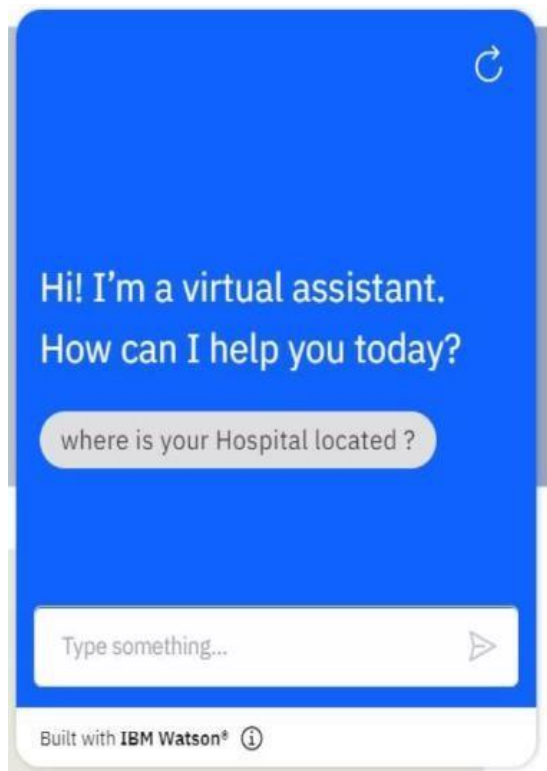 Hi! I'm a virtual assistant.
How can I help you today?
where is your Hospital located ?
Type something...
Built with IBM Watson®